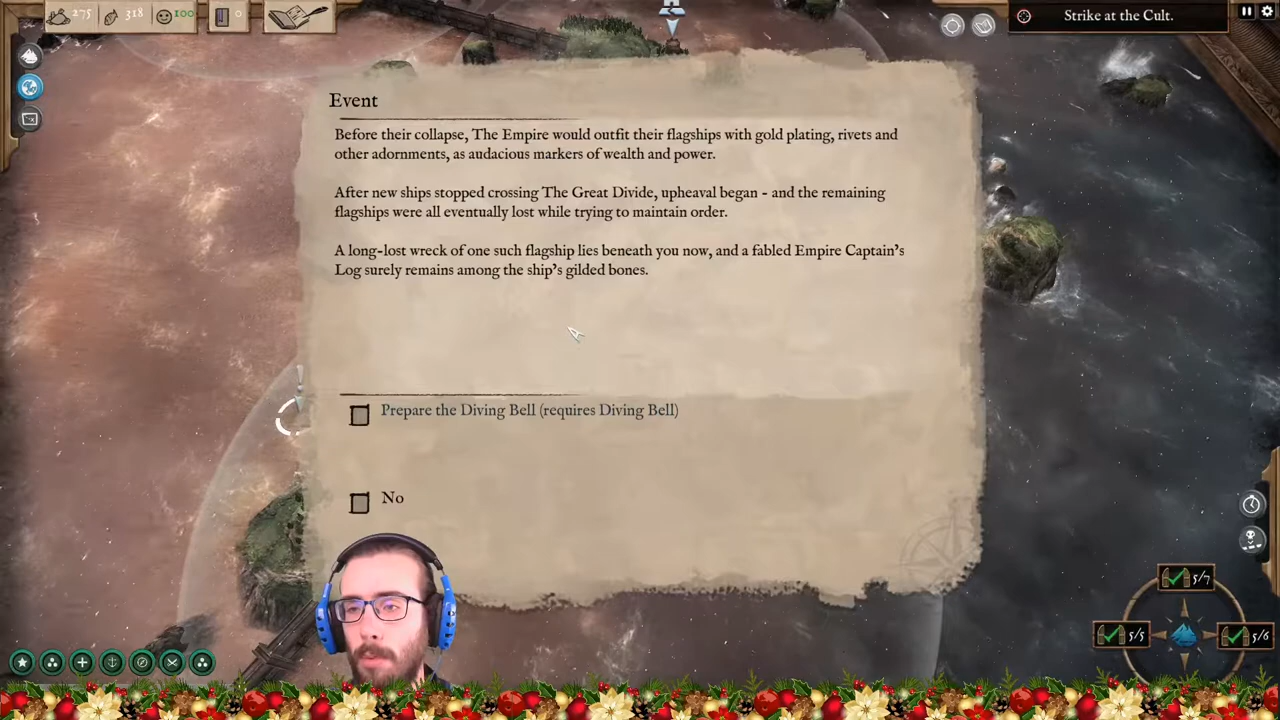 275 318 100 0
Strike at the Cult.
Event
Before their collapse, The Empire would outfit their flagships with gold plating, rivets and
other adornments, as audacious markers of wealth and power.
After new ships stopped crossing The Great Divide, upheaval began - and the remaining
flagships were all eventually lost while trying to maintain order.
A long-lost wreck of one such flagship lies beneath you now, and a fabled Empire Captain's
Log surely remains among the ship's gilded bones.
Prepare the Diving Bell (requires Diving Bell)
No
5/7
5/5
5/6